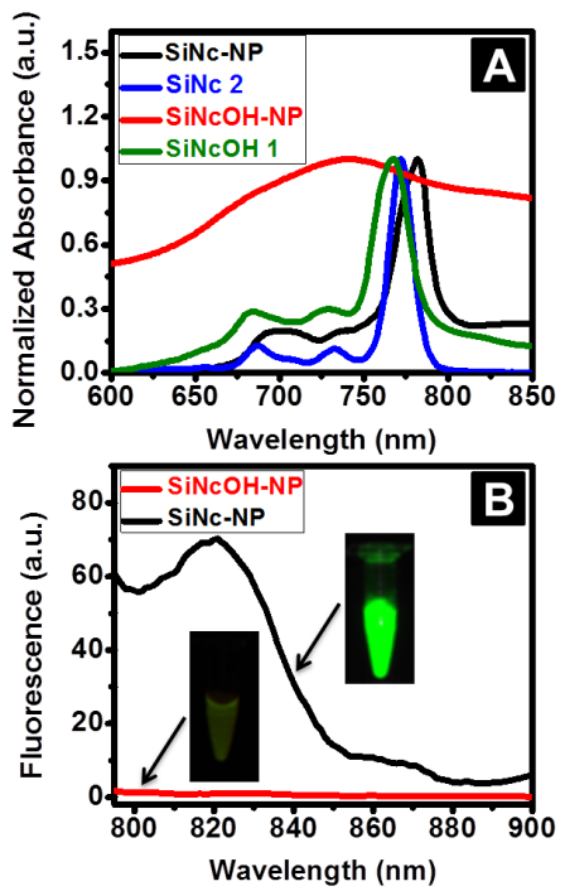 A
SiNc-NP
SiNc 2
SiNcOH-NP
SiNcOH 1
Normalized Absorbance (a.u.)
1.5
1.2
0.9
0.6
0.3
0.0
600 650 700 750 800 850
Wavelength (nm)
B
SiNcOH-NP
SiNc-NP
Fluorescence (a.u.)
80
60
40
20
0
800 820 840 860 880 900
Wavelength (nm)